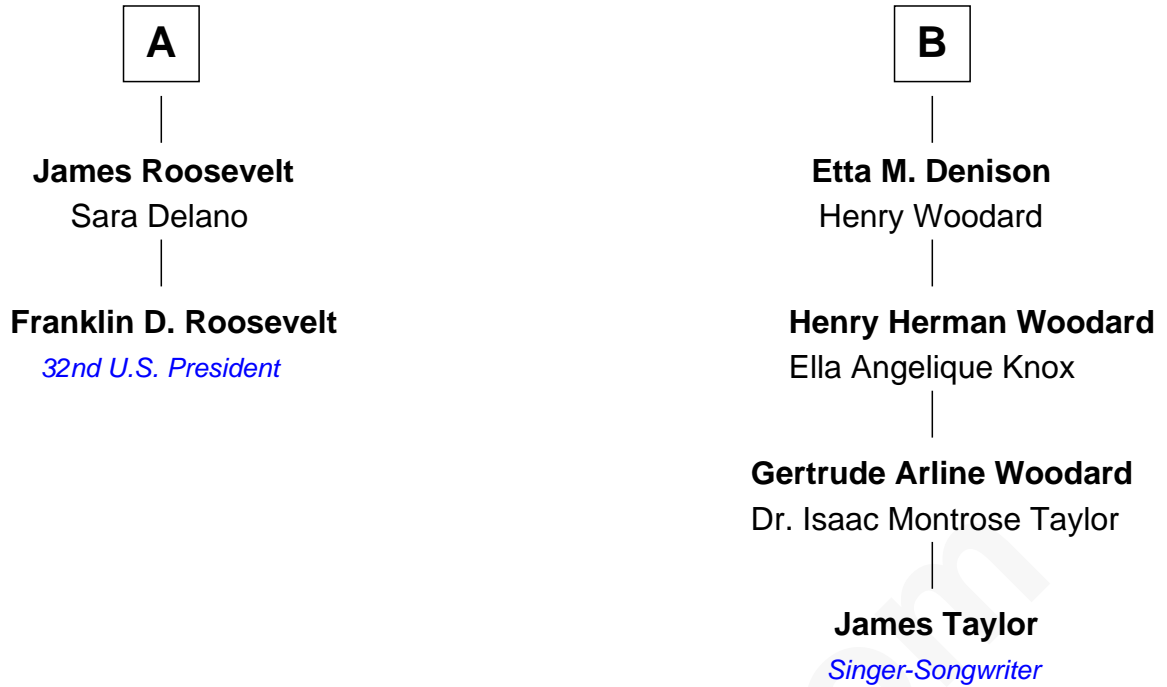 A
James Roosevelt
Sara Delano
Franklin D. Roosevelt
32nd U.S. President
B
Etta M. Denison
Henry Woodard
Henry Herman Woodard
Ella Angelique Knox
Gertrude Arline Woodard
Dr. Isaac Montrose Taylor
James Taylor
Singer-Songwriter
om